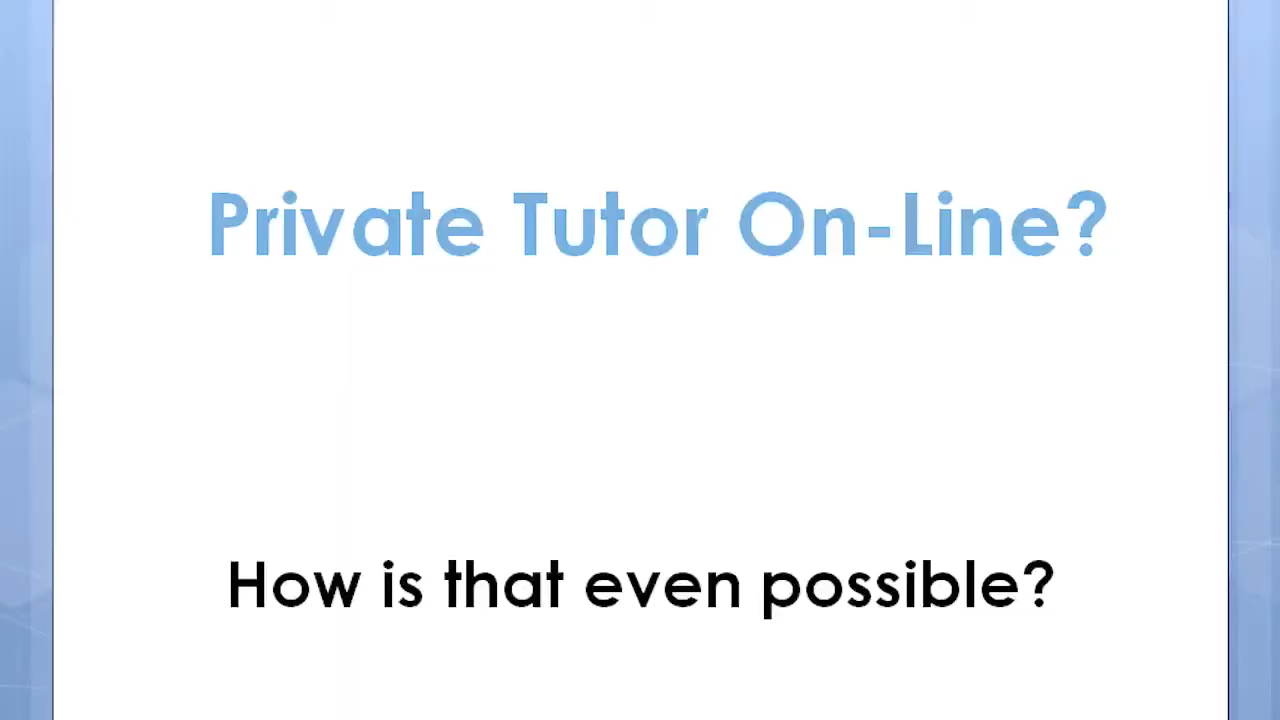 Private Tutor On-Line?
How is that even possible?